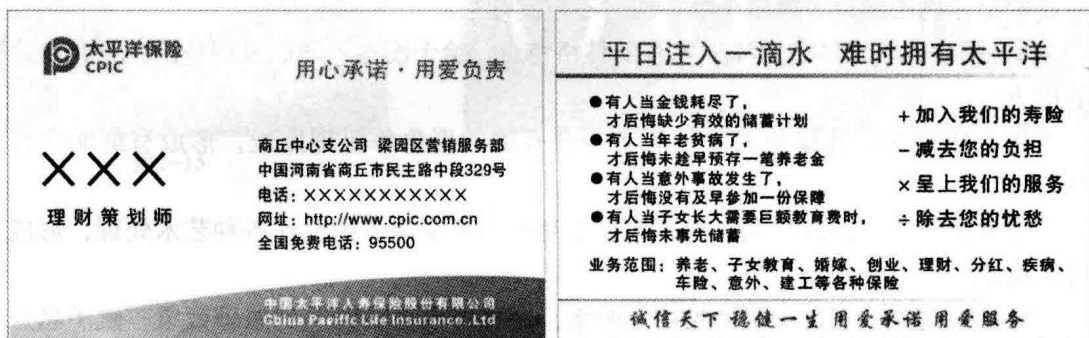 太平洋保险
CPIC
用心承诺·用爱负责
×××
理财策划师
商丘中心支公司 梁园区营销服务部
中国河南省商丘市民主路中段329号
电话：×××××××××××
网址：http://www.cpic.com.cn
全国免费电话：95500
中国太平洋人寿保险股份有限公司
China Paciffc Life Insurance.,Ltd
平日注入一滴水 难时拥有太平洋
●有人当金钱耗尽了，
才后悔缺少有效的储蓄计划
●有人当年老贫病了，
才后悔未趁早预存一笔养老金
●有人当意外事故发生了，
才后悔没有及早参加一份保障
●有人当子女长大需要巨额教育费时，
才后悔未事先储蓄
+加入我们的寿险
-减去您的负担
×呈上我们的服务
÷除去您的忧愁
业务范围：养老、子女教育、婚嫁、创业、理财、分红、疾病、
车险、意外、建工等各种保险
诚信天下 稳健一生 用爱承诺 用爱服务